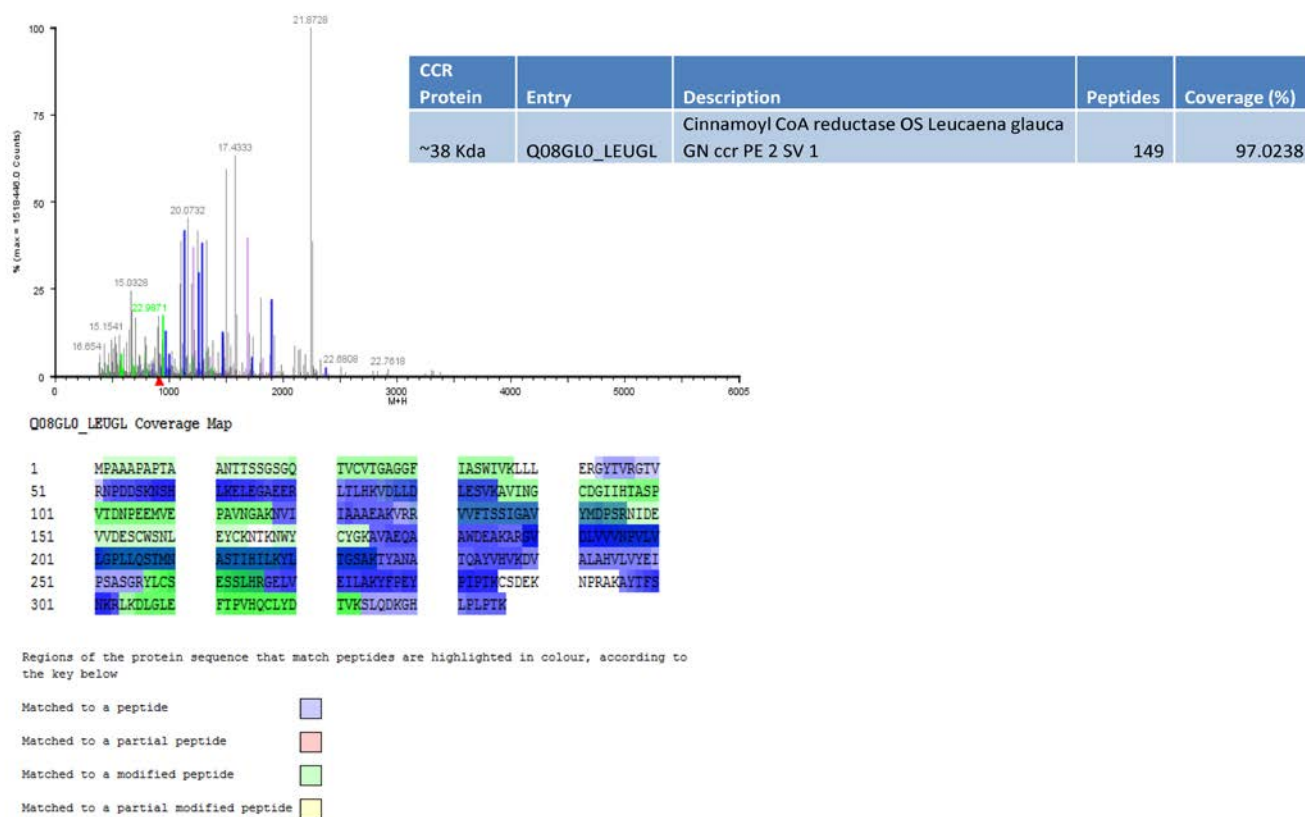 100
75
50
25
0
% (max = 1518446.0 Counts)
21.8728
17.4333
20.0732
15.0328
22.9971
15.1541
16.654
22.6808
22.7618
0 1000 2000 3000 4000 5000 6005
M+H
CCR Protein Entry Description Peptides Coverage (%)
Cinnamoyl CoA reductase OS Leucaena glauca
~38 Kda Q08GL0_LEUGL GN ccr PE 2 SV 1 149 97.0238
Q08GL0_LEUGL Coverage Map
1 MPAAAPAPTA ANTTSSGSGQ TVCVTGAGGF IASWIVKLLL ERGYTVRGTV
51 RNPDDSKNSH LKELEGAEER LTLHKVDLLD LESVKAVING CDGIIHTASP
101 VTDNPEEMVE PAVNGAKNVI IAAAEAKVRR VVFTSSIGAV YMDPSRNIDE
151 VVDESCWSNL EYCKNTKNWY CYGKAVAEQA AWDEAKARGV DLVVVNPVLV
201 LGPLLQSTMN ASTIHILKYL TGSAKTYANA TQAYVHVKDV ALAHVLVYEI
251 PSASGRYLCS ESSLHRGELV EILAKYFPEY PIPTKCSDEK NPRAKAYTFS
301 NKRLKDLGLE FTPVHQCLYD TVKSLQDKGH LPLPTK
Regions of the protein sequence that match peptides are highlighted in colour, according to
the key below
Matched to a peptide
Matched to a partial peptide
Matched to a modified peptide
Matched to a partial modified peptide